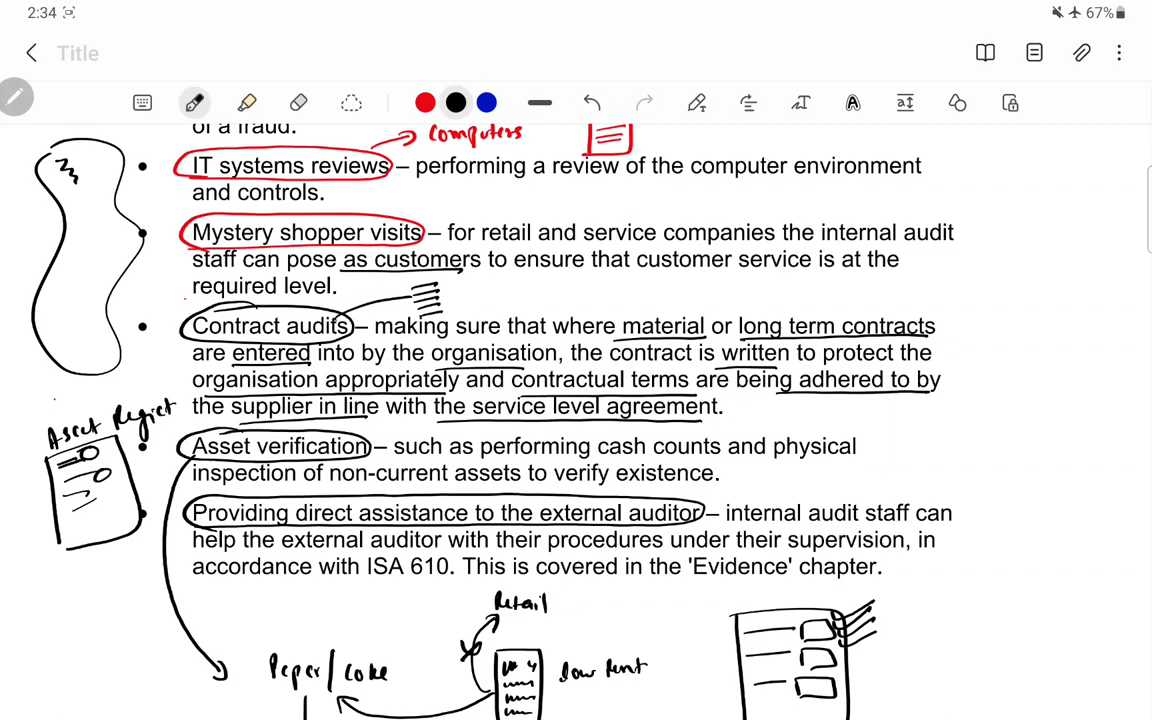 2:34 67%
Title
of a fraud.
Computers
• IT systems reviews – performing a review of the computer environment
and controls.
• Mystery shopper visits – for retail and service companies the internal audit
staff can pose as customers to ensure that customer service is at the
required level.
• Contract audits – making sure that where material or long term contracts
are entered into by the organisation, the contract is written to protect the
organisation appropriately and contractual terms are being adhered to by
the supplier in line with the service level agreement.
Asset Regist
• Asset verification – such as performing cash counts and physical
inspection of non-current assets to verify existence.
• Providing direct assistance to the external auditor – internal audit staff can
help the external auditor with their procedures under their supervision, in
accordance with ISA 610. This is covered in the 'Evidence' chapter.
Retail
/ Coke
low